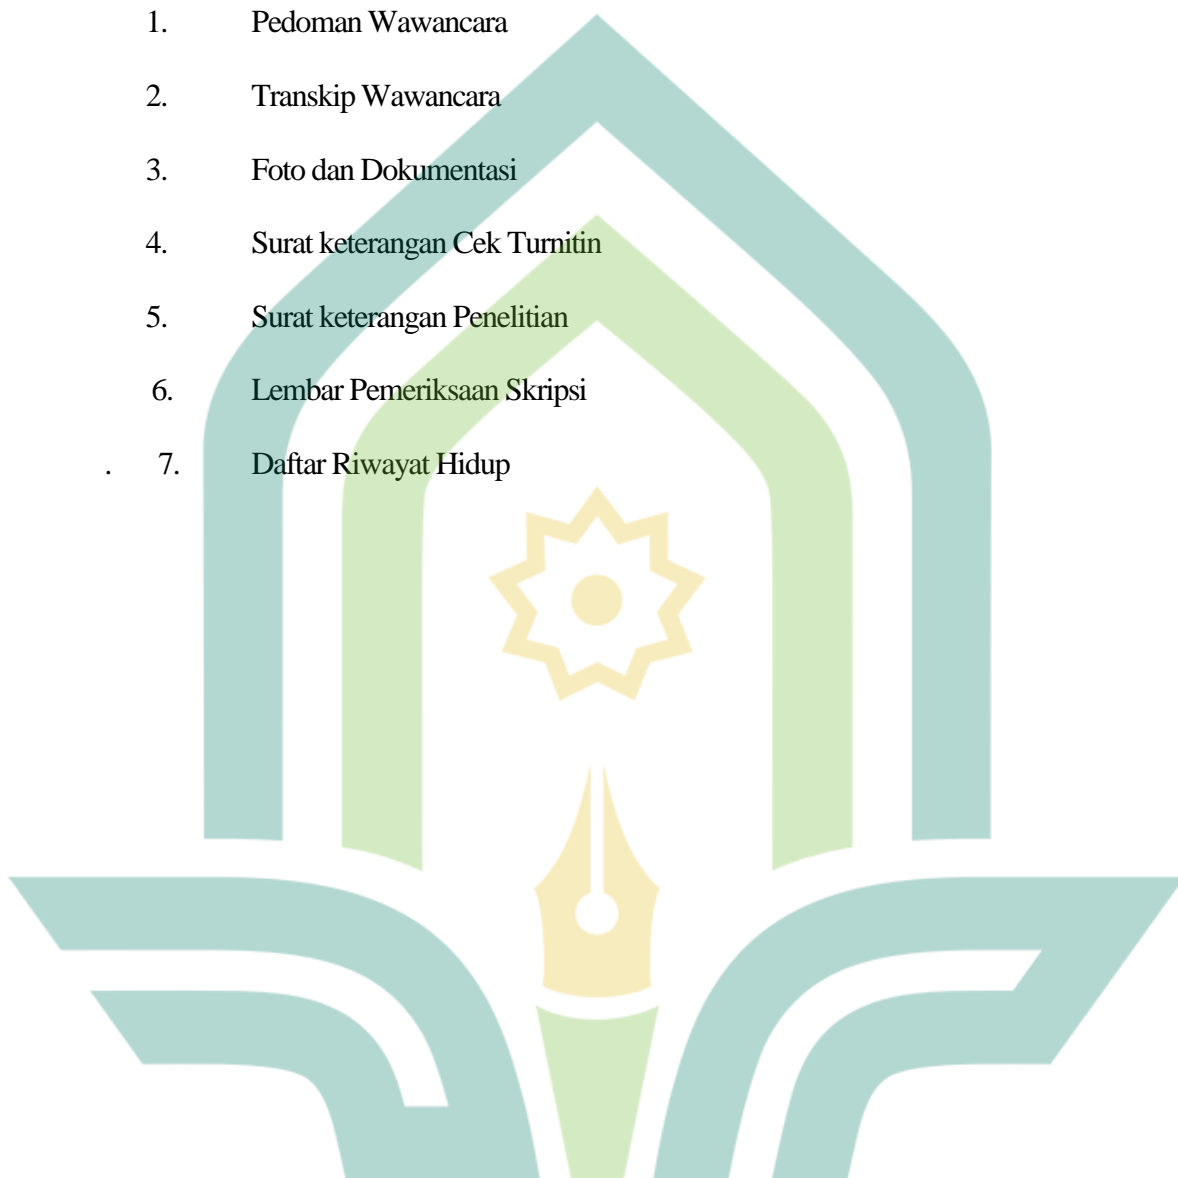 1. Pedoman Wawancara
2. Transkip Wawancara
3. Foto dan Dokumentasi
4. Surat keterangan Cek Turnitin
5. Surat keterangan Penelitian
6. Lembar Pemeriksaan Skripsi
. 7. Daftar Riwayat Hidup